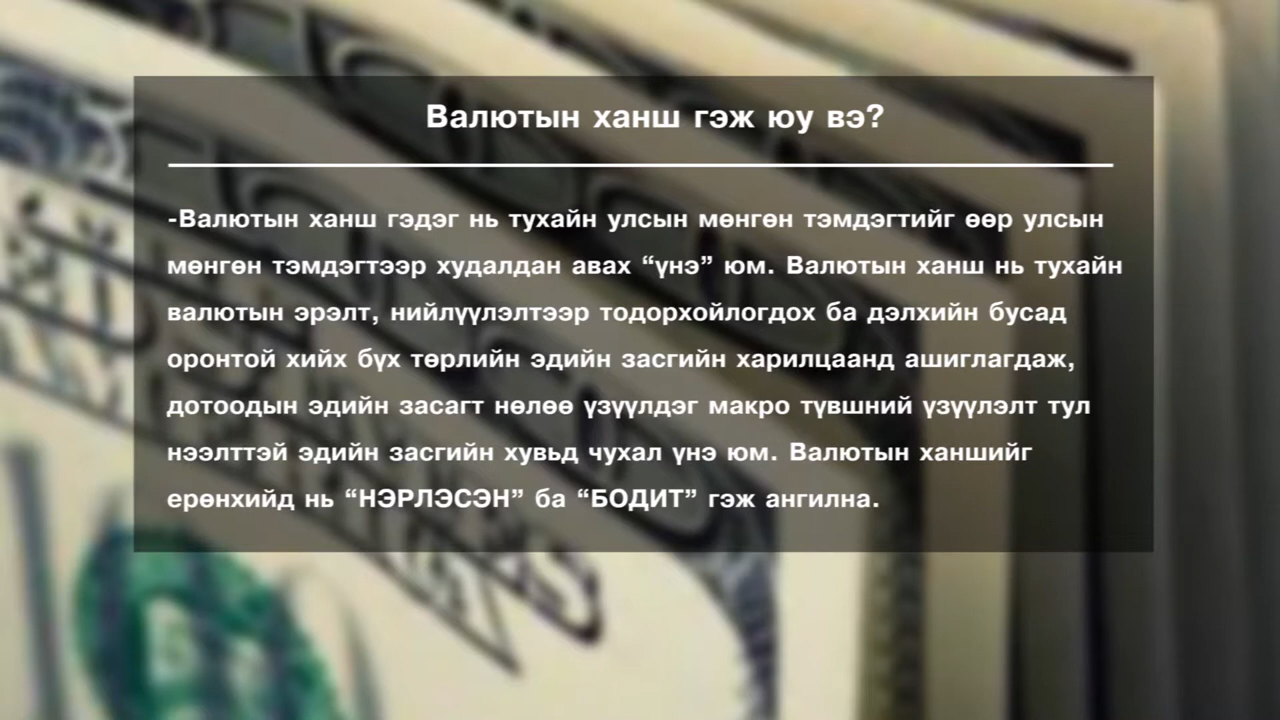 Валютын ханш гэж юу вэ?
-Валютын ханш гэдэг нь тухайн улсын мөнгөн тэмдэгтийг өөр улсын
мөнгөн тэмдэгтээр худалдан авах “үнэ” юм. Валютын ханш нь тухайн
валютын эрэлт, нийлүүлэлтээр тодорхойлогдох ба дэлхийн бусад
оронтой хийх бүх төрлийн эдийн засгийн харилцаанд ашиглагдаж,
дотоодын эдийн засагт нөлөө үзүүлдэг макро түвшний үзүүлэлт тул
нээлттэй эдийн засгийн хувьд чухал үнэ юм. Валютын ханшийг
ерөнхийд нь “НЭРЛЭСЭН” ба “БОДИТ” гэж ангилна.